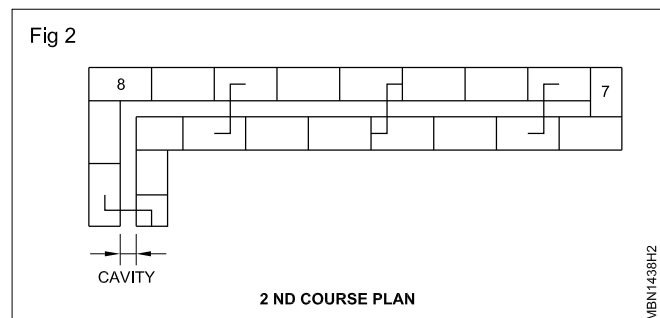 Fig 2
8
7
CAVITY
2 ND COURSE PLAN
MBN1438H2